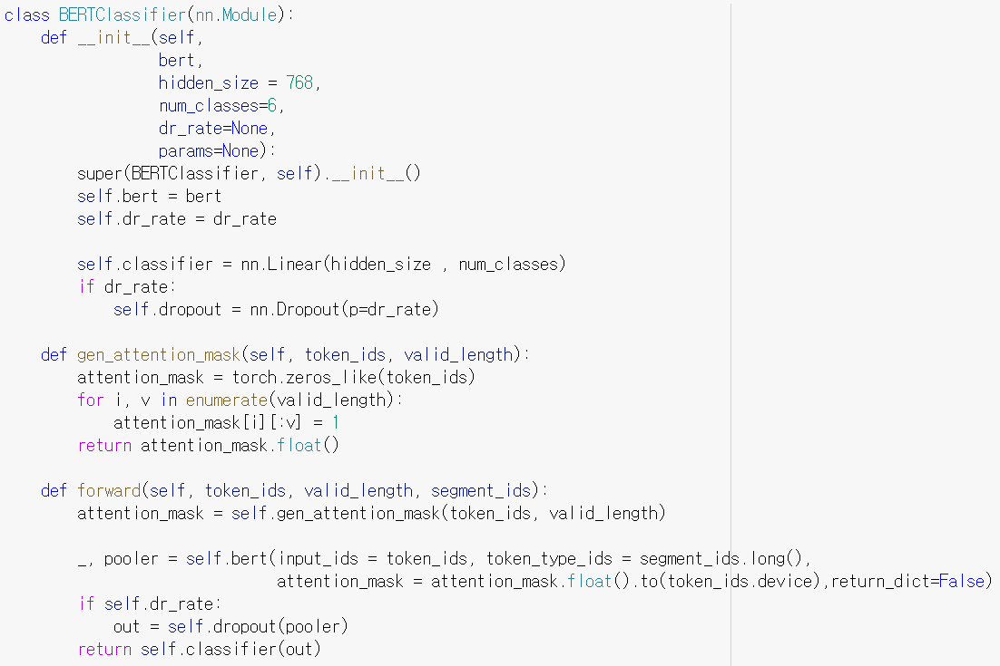 class BERTClassifier(nn.Module):
    def __init__(self,
                 bert,
                 hidden_size = 768,
                 num_classes=6,
                 dr_rate=None,
                 params=None):
        super(BERTClassifier, self).__init__()
        self.bert = bert
        self.dr_rate = dr_rate

        self.classifier = nn.Linear(hidden_size , num_classes)
        if dr_rate:
            self.dropout = nn.Dropout(p=dr_rate)

    def gen_attention_mask(self, token_ids, valid_length):
        attention_mask = torch.zeros_like(token_ids)
        for i, v in enumerate(valid_length):
            attention_mask[i][:v] = 1
        return attention_mask.float()

    def forward(self, token_ids, valid_length, segment_ids):
        attention_mask = self.gen_attention_mask(token_ids, valid_length)

        _, pooler = self.bert(input_ids = token_ids, token_type_ids = segment_ids.long(),
                              attention_mask = attention_mask.float().to(token_ids.device),return_dict=False)
        if self.dr_rate:
            out = self.dropout(pooler)
        return self.classifier(out)